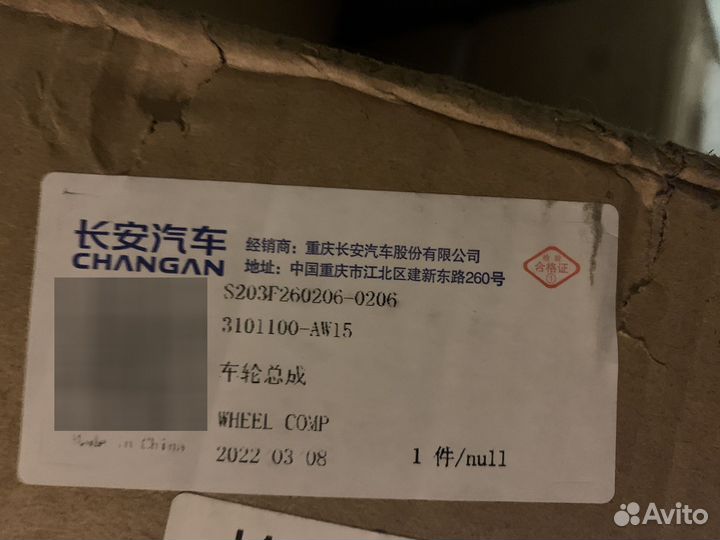 长安汽车
CHANGAN
经销商：重庆长安汽车股份有限公司
地址：中国重庆市江北区建新东路260号
检验
合格证
①
S203F260206-0206
3101100-AW15
车轮总成
WHEEL COMP
Made in China
2022 03 08
1 件/null
Avito